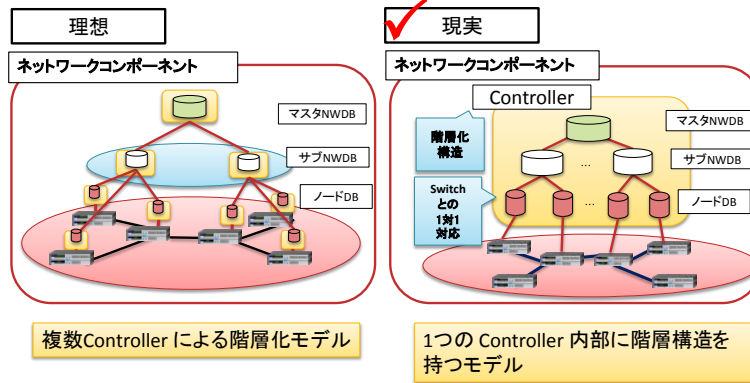 理想
ネットワークコンポーネント
マスタNWDB
サブNWDB
ノードDB
複数Controller による階層化モデル
現実
ネットワークコンポーネント
Controller
階層化
構造
マスタNWDB
...
サブNWDB
Switch
との
1対1
対応
...
ノードDB
1つの Controller 内部に階層構造を
持つモデル